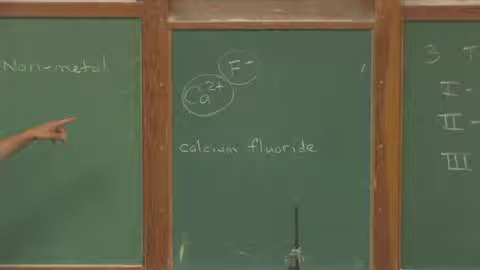 Non-metal
F⁻
Ca²⁺
calcium fluoride
3 T
I -
II -
III